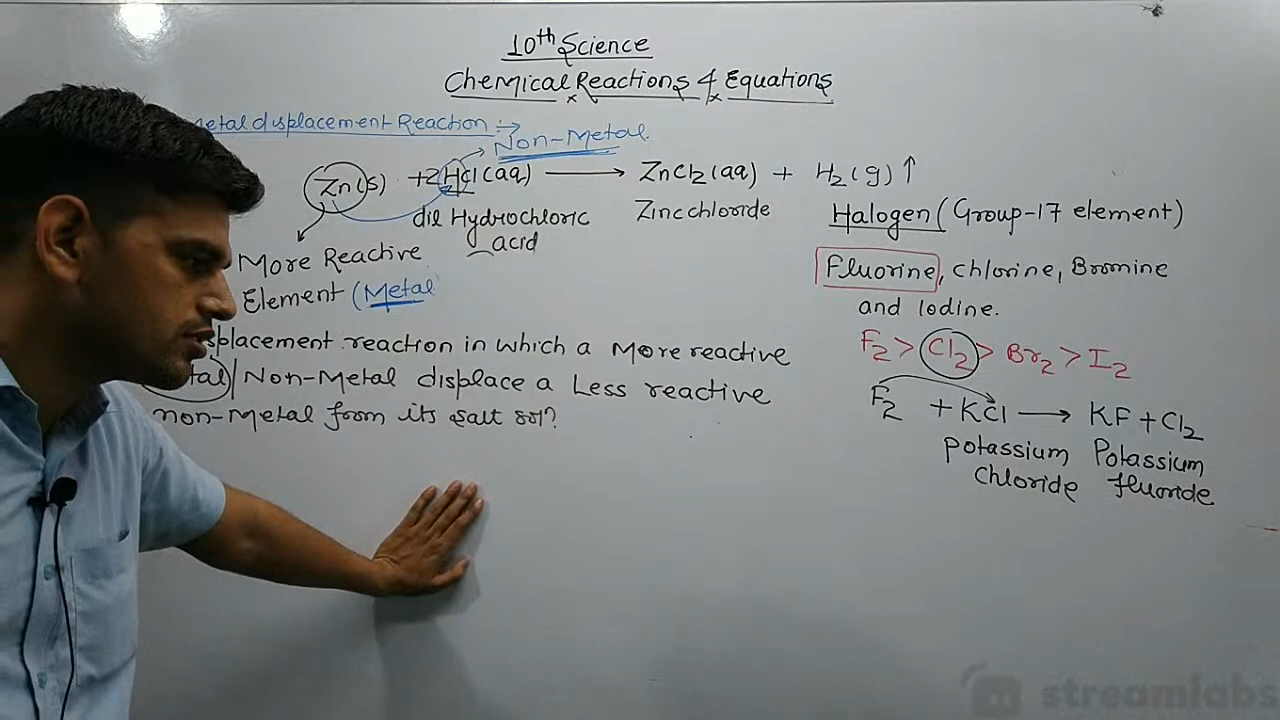 10th Science
Chemical Reactions & Equations
Metal displacement Reaction :→
Non-Metal.
Zn(s) + 2HCl(aq) ⟶ ZnCl2(aq) + H2(g)↑
dil Hydrochloric acid
Zinc chloride
More Reactive
Element (Metal
splacement reaction in which a More reactive
tal/Non-Metal displace a Less reactive
non-Metal from its salt solⁿ?
Halogen (Group-17 element)
Fluorine, Chlorine, Bromine
and Iodine.
F2 > Cl2 > Br2 > I2
F2 + KCl ⟶ KF + Cl2
Potassium Potassium
Chloride fluoride
streamlabs